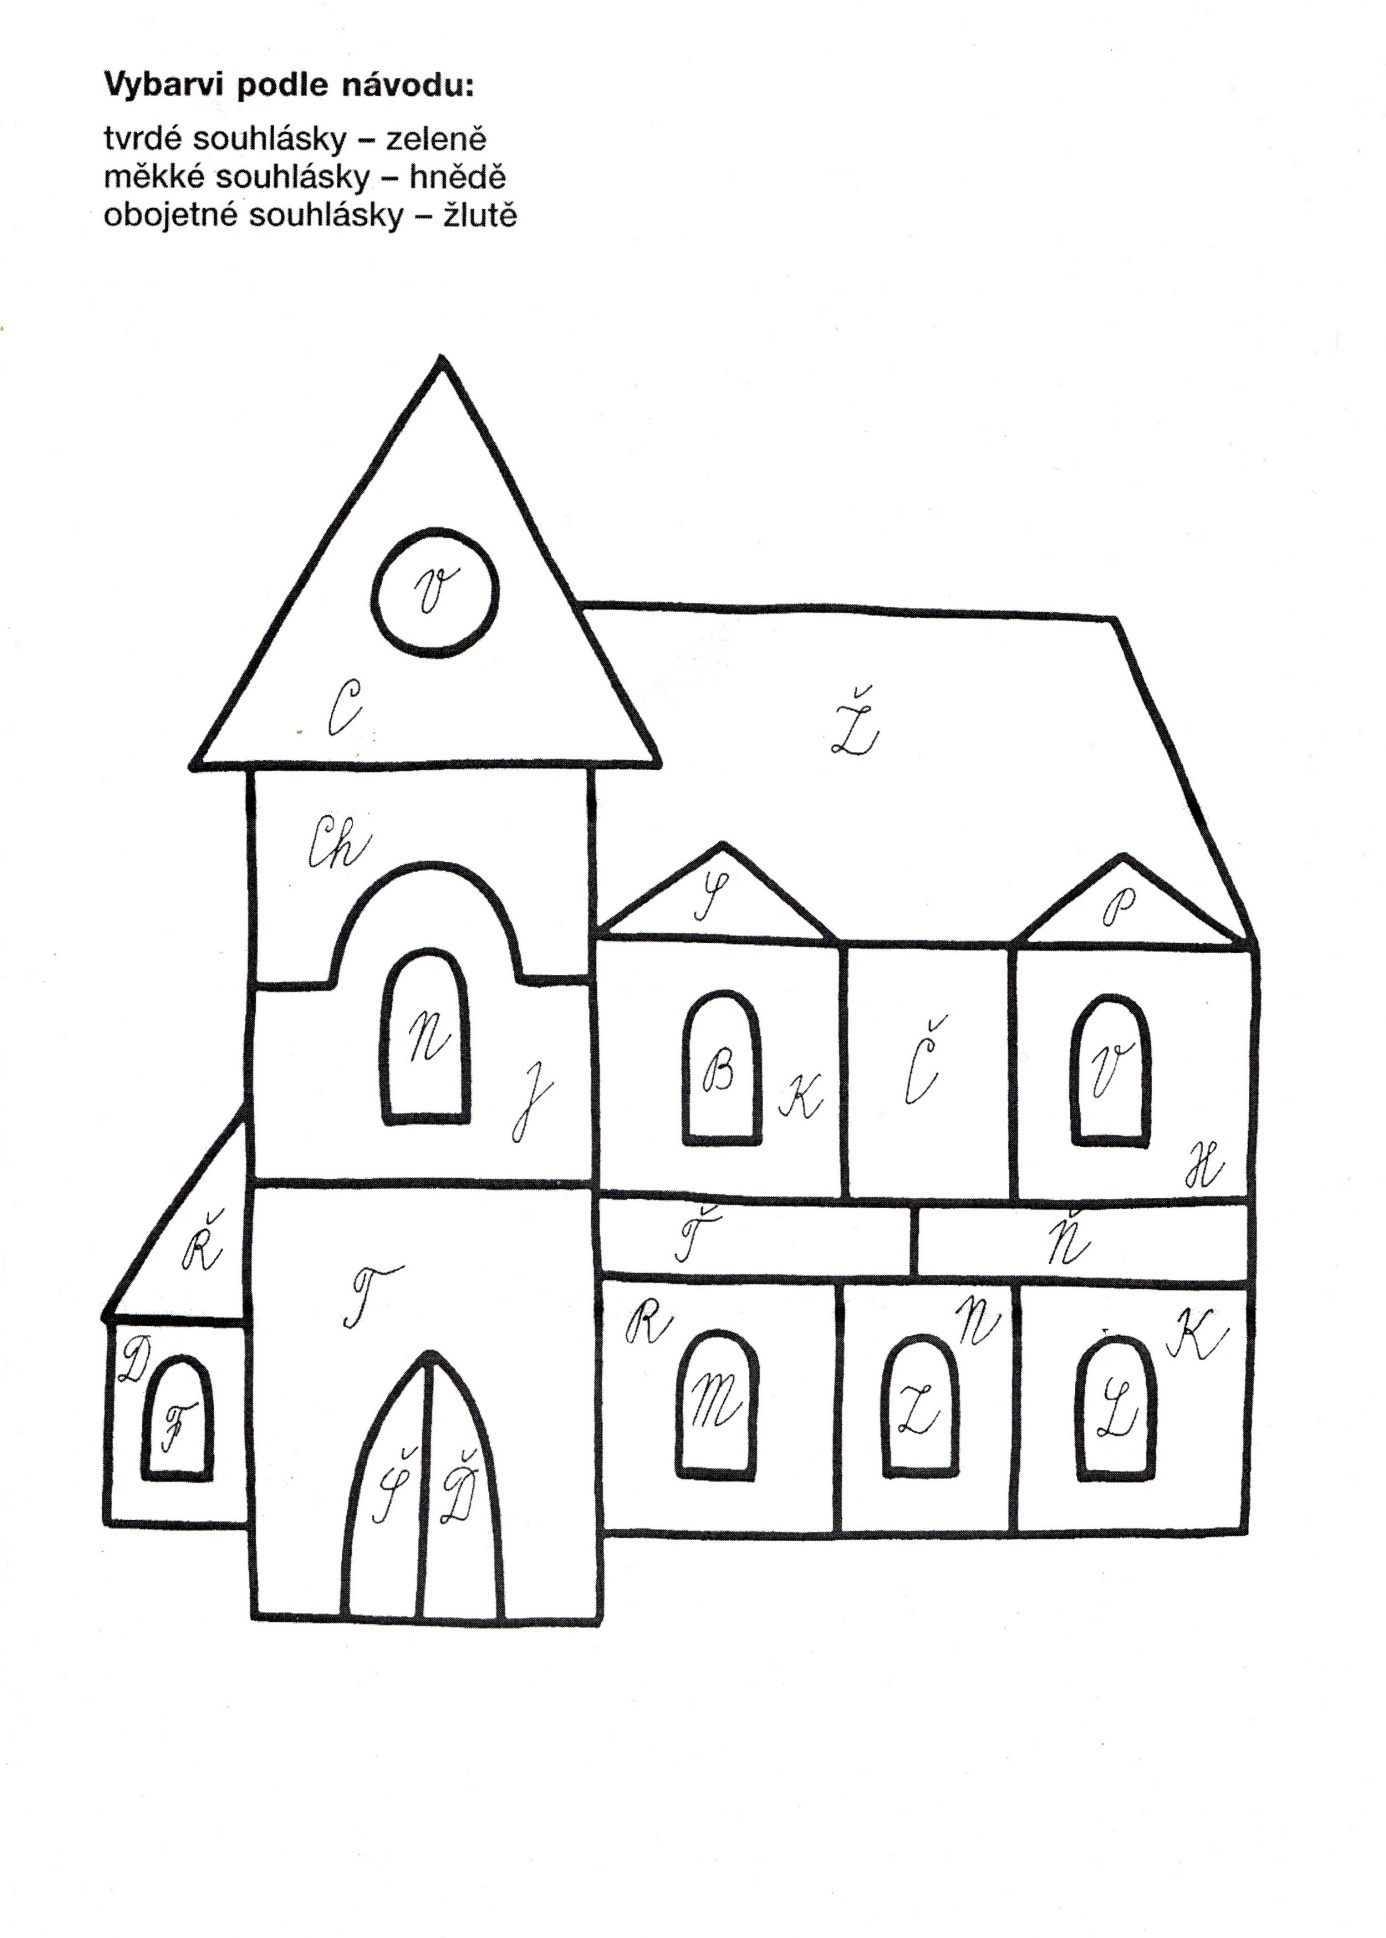 Vybarvi podle návodu:
tvrdé souhlásky – zeleně
měkké souhlásky – hnědě
obojetné souhlásky – žlutě
V
C
Ž
Ch
S
P
N
J
B
K
Č
V
H
Ř
Ť
Ň
T
R
N
K
D
F
M
Z
L
Š
Ď